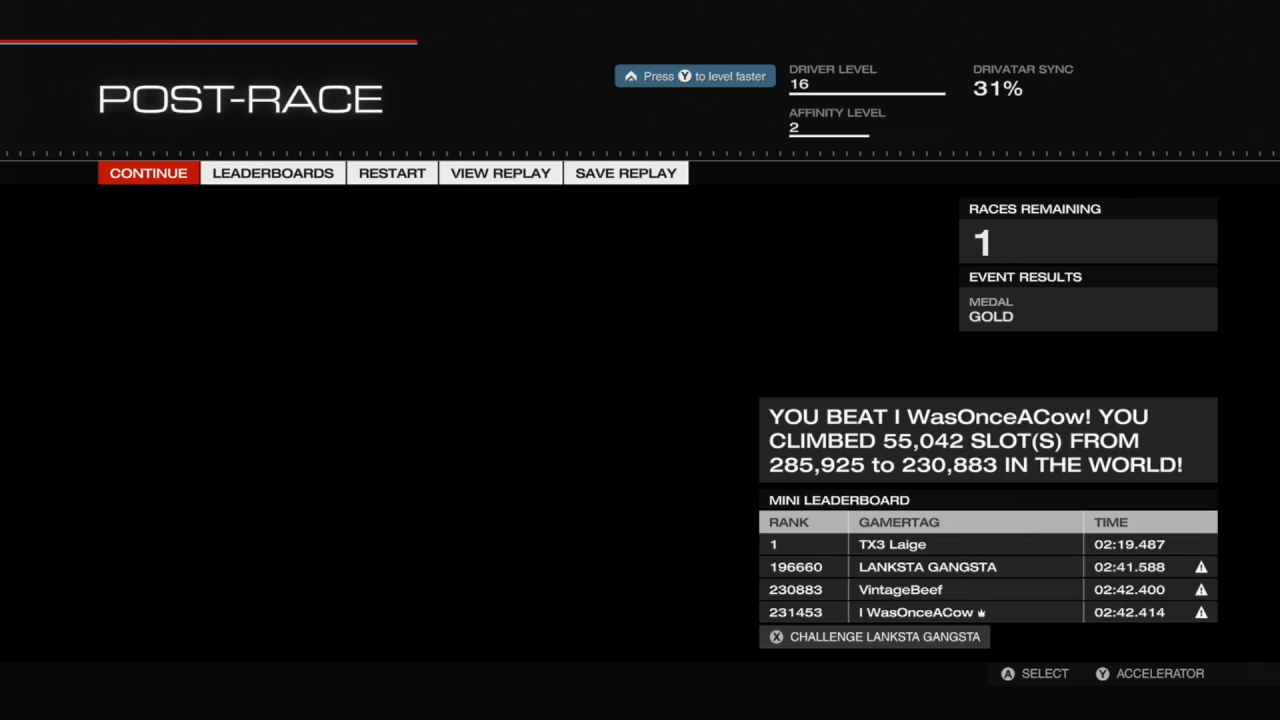 POST-RACE
Press Y to level faster
DRIVER LEVEL
16
AFFINITY LEVEL
2
DRIVATAR SYNC
31%
CONTINUE LEADERBOARDS RESTART VIEW REPLAY SAVE REPLAY
RACES REMAINING
1
EVENT RESULTS
MEDAL
GOLD
YOU BEAT I WasOnceACow! YOU
CLIMBED 55,042 SLOT(S) FROM
285,925 to 230,883 IN THE WORLD!
MINI LEADERBOARD
RANK GAMERTAG TIME
1 TX3 Laige 02:19.487
196660 LANKSTA GANGSTA 02:41.588
230883 VintageBeef 02:42.400
231453 I WasOnceACow 02:42.414
X CHALLENGE LANKSTA GANGSTA
A SELECT Y ACCELERATOR